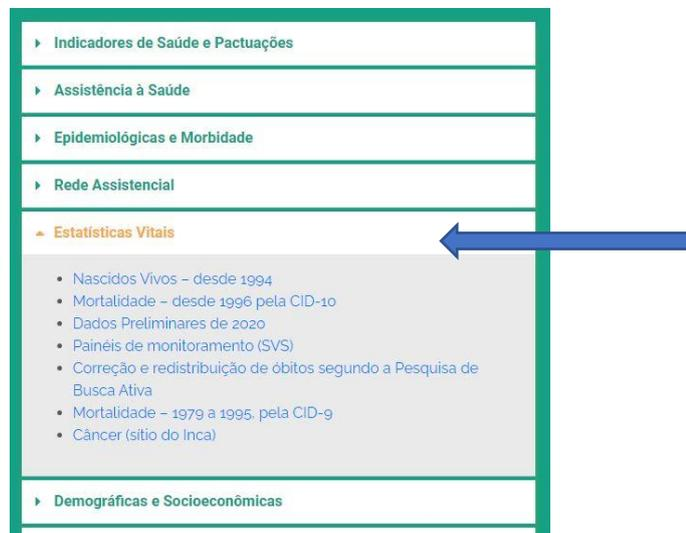 Indicadores de Saúde e Pactuações
Assistência à Saúde
Epidemiológicas e Morbidade
Rede Assistencial
Estatísticas Vitais
Nascidos Vivos – desde 1994
Mortalidade – desde 1996 pela CID-10
Dados Preliminares de 2020
Painéis de monitoramento (SVS)
Correção e redistribuição de óbitos segundo a Pesquisa de
Busca Ativa
Mortalidade – 1979 a 1995, pela CID-9
Câncer (sítio do Inca)
Demográficas e Socioeconômicas